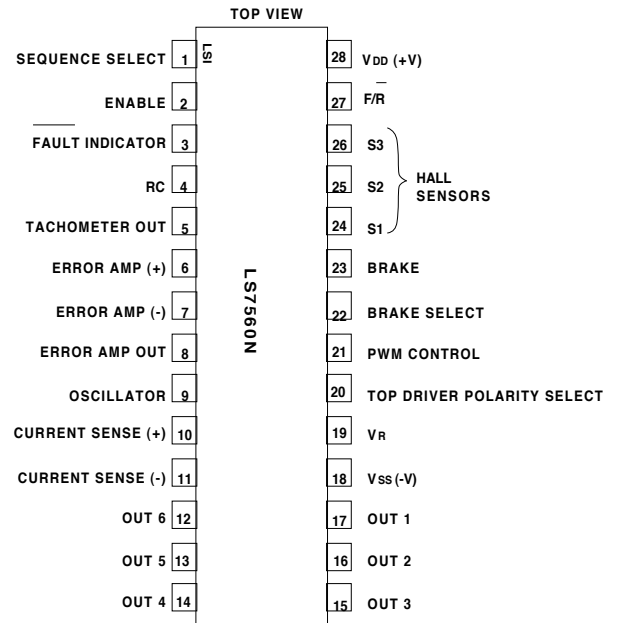 TOP VIEW
SEQUENCE SELECT 1 LSI 28 VDD (+V)
ENABLE 2 27 F/R
FAULT INDICATOR 3 26 S3
RC 4 25 S2 HALL SENSORS
TACHOMETER OUT 5 24 S1
ERROR AMP (+) 6 23 BRAKE
LS7560N
ERROR AMP (-) 7 22 BRAKE SELECT
ERROR AMP OUT 8 21 PWM CONTROL
OSCILLATOR 9 20 TOP DRIVER POLARITY SELECT
CURRENT SENSE (+) 10 19 VR
CURRENT SENSE (-) 11 18 VSS (-V)
OUT 6 12 17 OUT 1
OUT 5 13 16 OUT 2
OUT 4 14 15 OUT 3